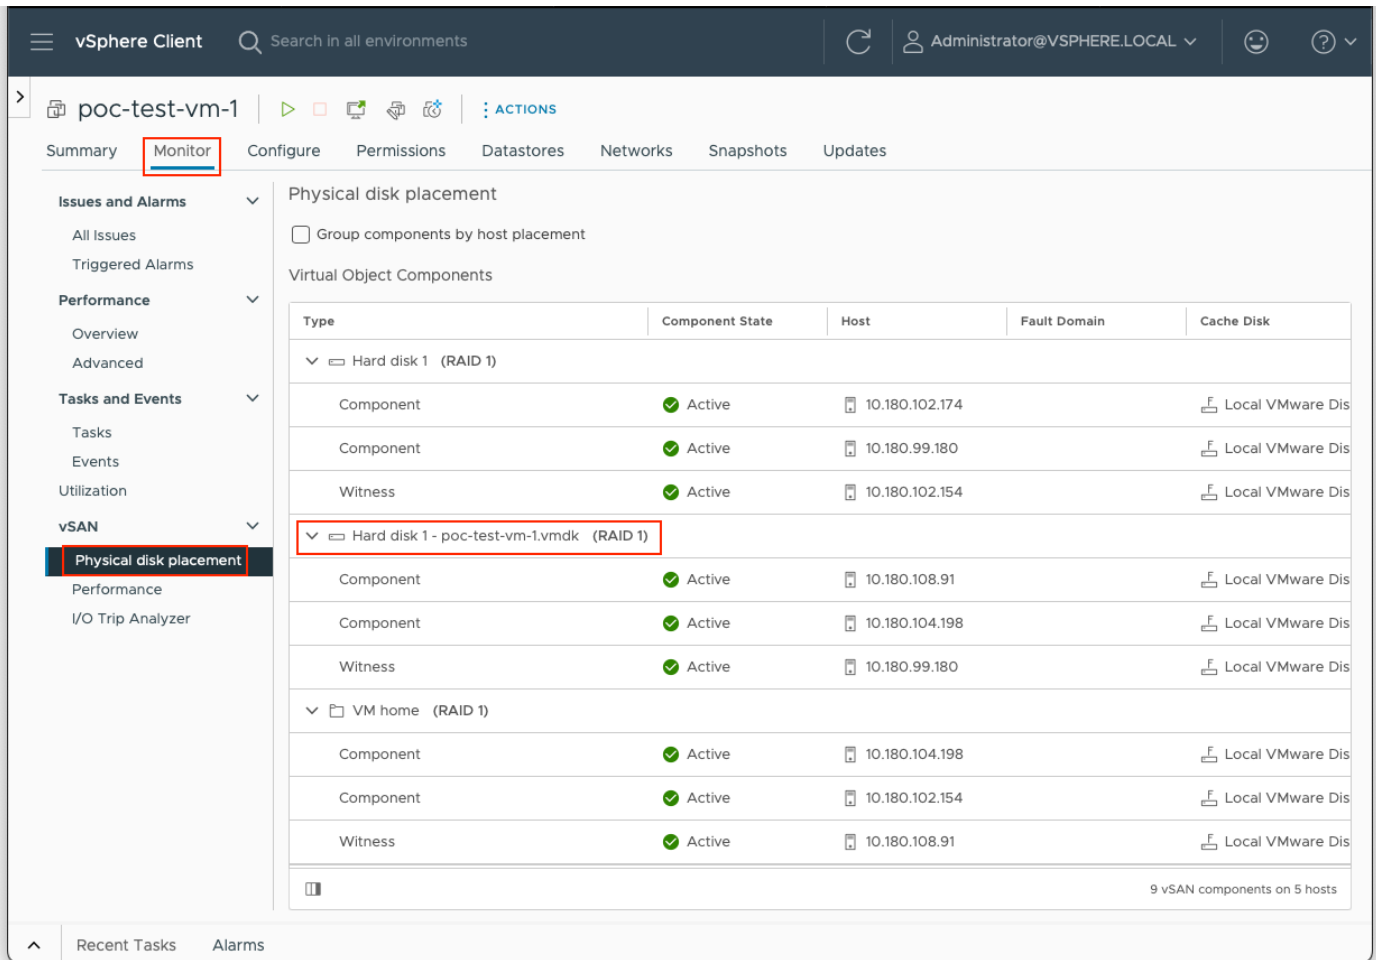 vSphere Client
Search in all environments
Administrator@VSPHERE.LOCAL
poc-test-vm-1
ACTIONS
Summary
Monitor
Configure
Permissions
Datastores
Networks
Snapshots
Updates
Issues and Alarms
All Issues
Triggered Alarms
Performance
Overview
Advanced
Tasks and Events
Tasks
Events
Utilization
vSAN
Physical disk placement
Performance
I/O Trip Analyzer
Physical disk placement
Group components by host placement
Virtual Object Components
Type Component State Host Fault Domain Cache Disk
Hard disk 1 (RAID 1)
Component Active 10.180.102.174 Local VMware Dis
Component Active 10.180.99.180 Local VMware Dis
Witness Active 10.180.102.154 Local VMware Dis
Hard disk 1 - poc-test-vm-1.vmdk (RAID 1)
Component Active 10.180.108.91 Local VMware Dis
Component Active 10.180.104.198 Local VMware Dis
Witness Active 10.180.99.180 Local VMware Dis
VM home (RAID 1)
Component Active 10.180.104.198 Local VMware Dis
Component Active 10.180.102.154 Local VMware Dis
Witness Active 10.180.108.91 Local VMware Dis
9 vSAN components on 5 hosts
Recent Tasks
Alarms